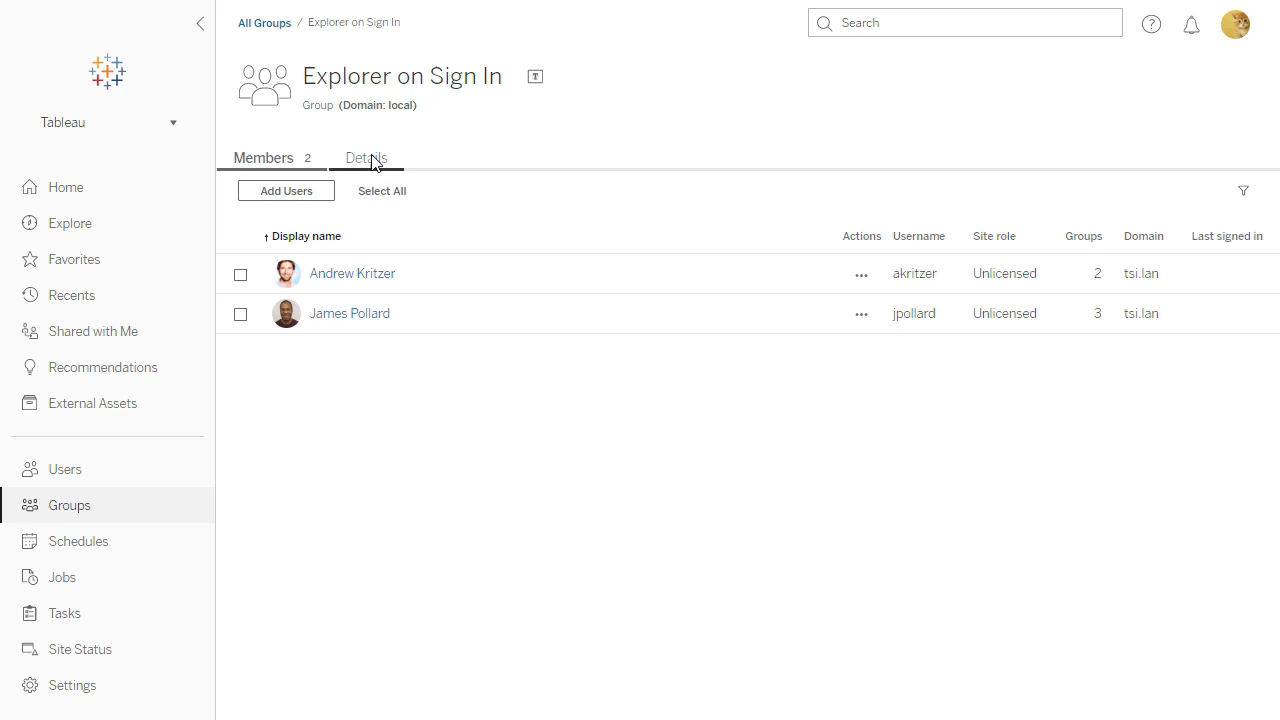 All Groups / Explorer on Sign In
Search
?
Explorer on Sign In T
Group (Domain: local)
Tableau
Home
Explore
Favorites
Recents
Shared with Me
Recommendations
External Assets
Users
Groups
Schedules
Jobs
Tasks
Site Status
Settings
Members 2 Details
Add Users Select All
↑ Display name Actions Username Site role Groups Domain Last signed in
Andrew Kritzer ... akritzer Unlicensed 2 tsi.lan
James Pollard ... jpollard Unlicensed 3 tsi.lan